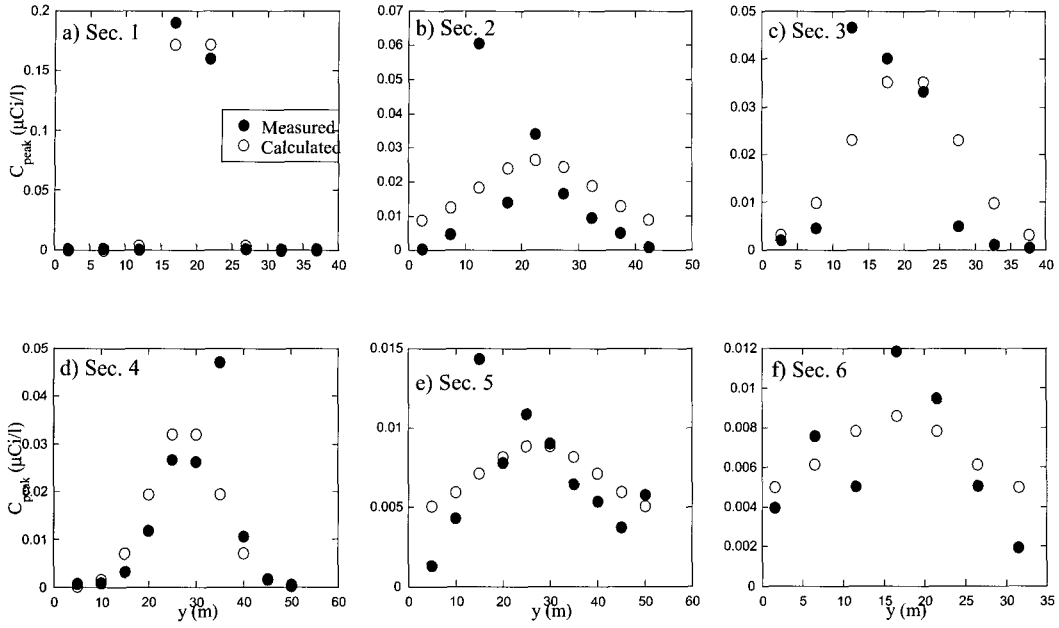 a) Sec. 1
b) Sec. 2
c) Sec. 3
C_peak (μCi/l)
Measured
Calculated
0.2
0.15
0.1
0.05
0
0 5 10 15 20 25 30 35 40
0.07
0.06
0.05
0.04
0.03
0.02
0.01
0
0 10 20 30 40 50
0.05
0.04
0.03
0.02
0.01
0
0 5 10 15 20 25 30 35 40
d) Sec. 4
e) Sec. 5
f) Sec. 6
C_peak (μCi/l)
0.05
0.04
0.03
0.02
0.01
0
0 10 20 30 40 50 60
y (m)
0.015
0.01
0.005
0
0 10 20 30 40 50 60
y (m)
0.012
0.01
0.008
0.006
0.004
0.002
0
0 5 10 15 20 25 30 35
y (m)